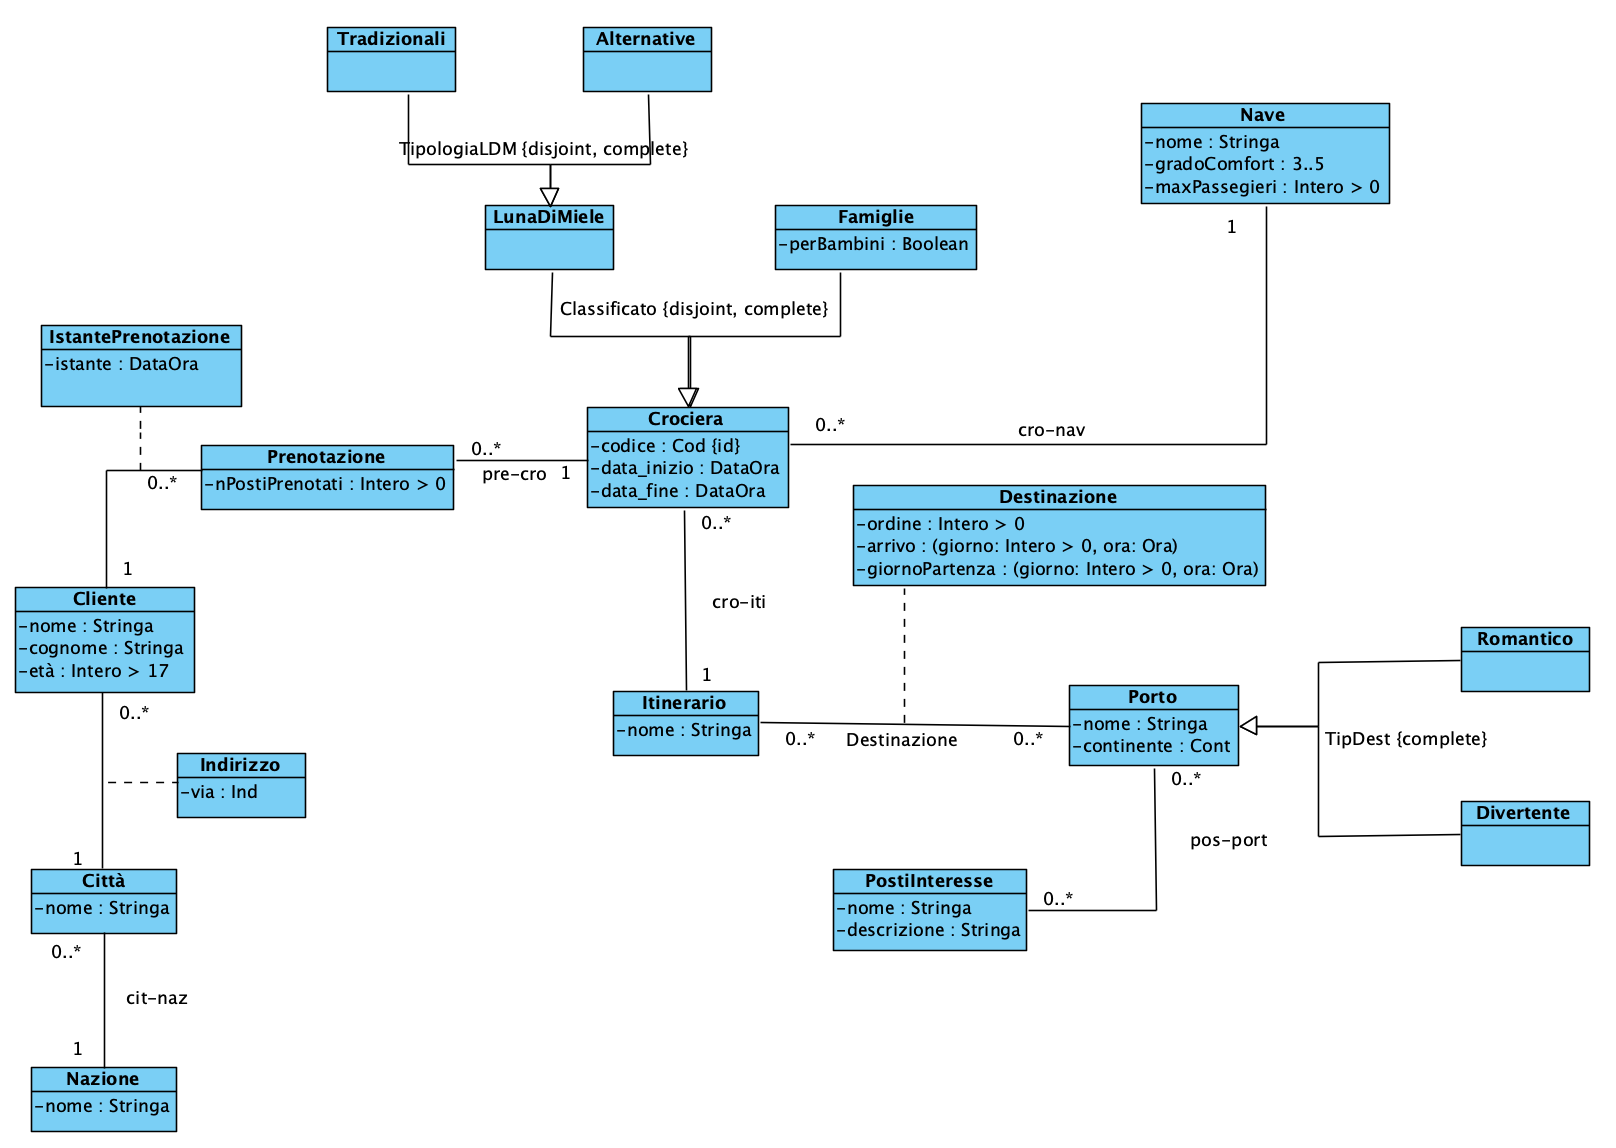 Tradizionali
Alternative
TipologiaLDM {disjoint, complete}
LunaDiMiele
Famiglie
-perBambini : Boolean
Classificato {disjoint, complete}
Nave
-nome : Stringa
-gradoComfort : 3..5
-maxPassegieri : Intero > 0
1
0..*
cro-nav
IstantePrenotazione
-istante : DataOra
Prenotazione
-nPostiPrenotati : Intero > 0
0..*
0..*
pre-cro
1
Crociera
-codice : Cod {id}
-data_inizio : DataOra
-data_fine : DataOra
0..*
cro-iti
1
Destinazione
-ordine : Intero > 0
-arrivo : (giorno: Intero > 0, ora: Ora)
-giornoPartenza : (giorno: Intero > 0, ora: Ora)
1
Cliente
-nome : Stringa
-cognome : Stringa
-età : Intero > 17
0..*
Itinerario
-nome : Stringa
0..*
Destinazione
0..*
Porto
-nome : Stringa
-continente : Cont
0..*
Romantico
TipDest {complete}
Divertente
Indirizzo
-via : Ind
pos-port
1
Città
-nome : Stringa
0..*
PostiInteresse
-nome : Stringa
-descrizione : Stringa
0..*
cit-naz
1
Nazione
-nome : Stringa